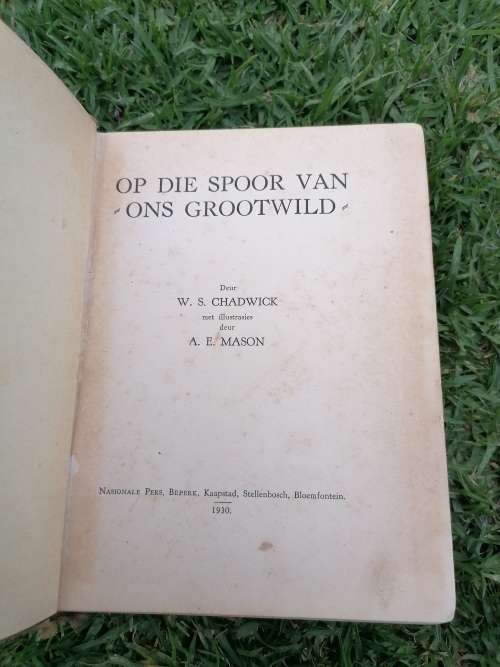 OP DIE SPOOR VAN
ONS GROOTWILD
Deur
W. S. CHADWICK
met illustrasies
deur
A. E. MASON
NASIONALE PERS, BEPERK, Kaapstad, Stellenbosch, Bloemfontein.
1930.